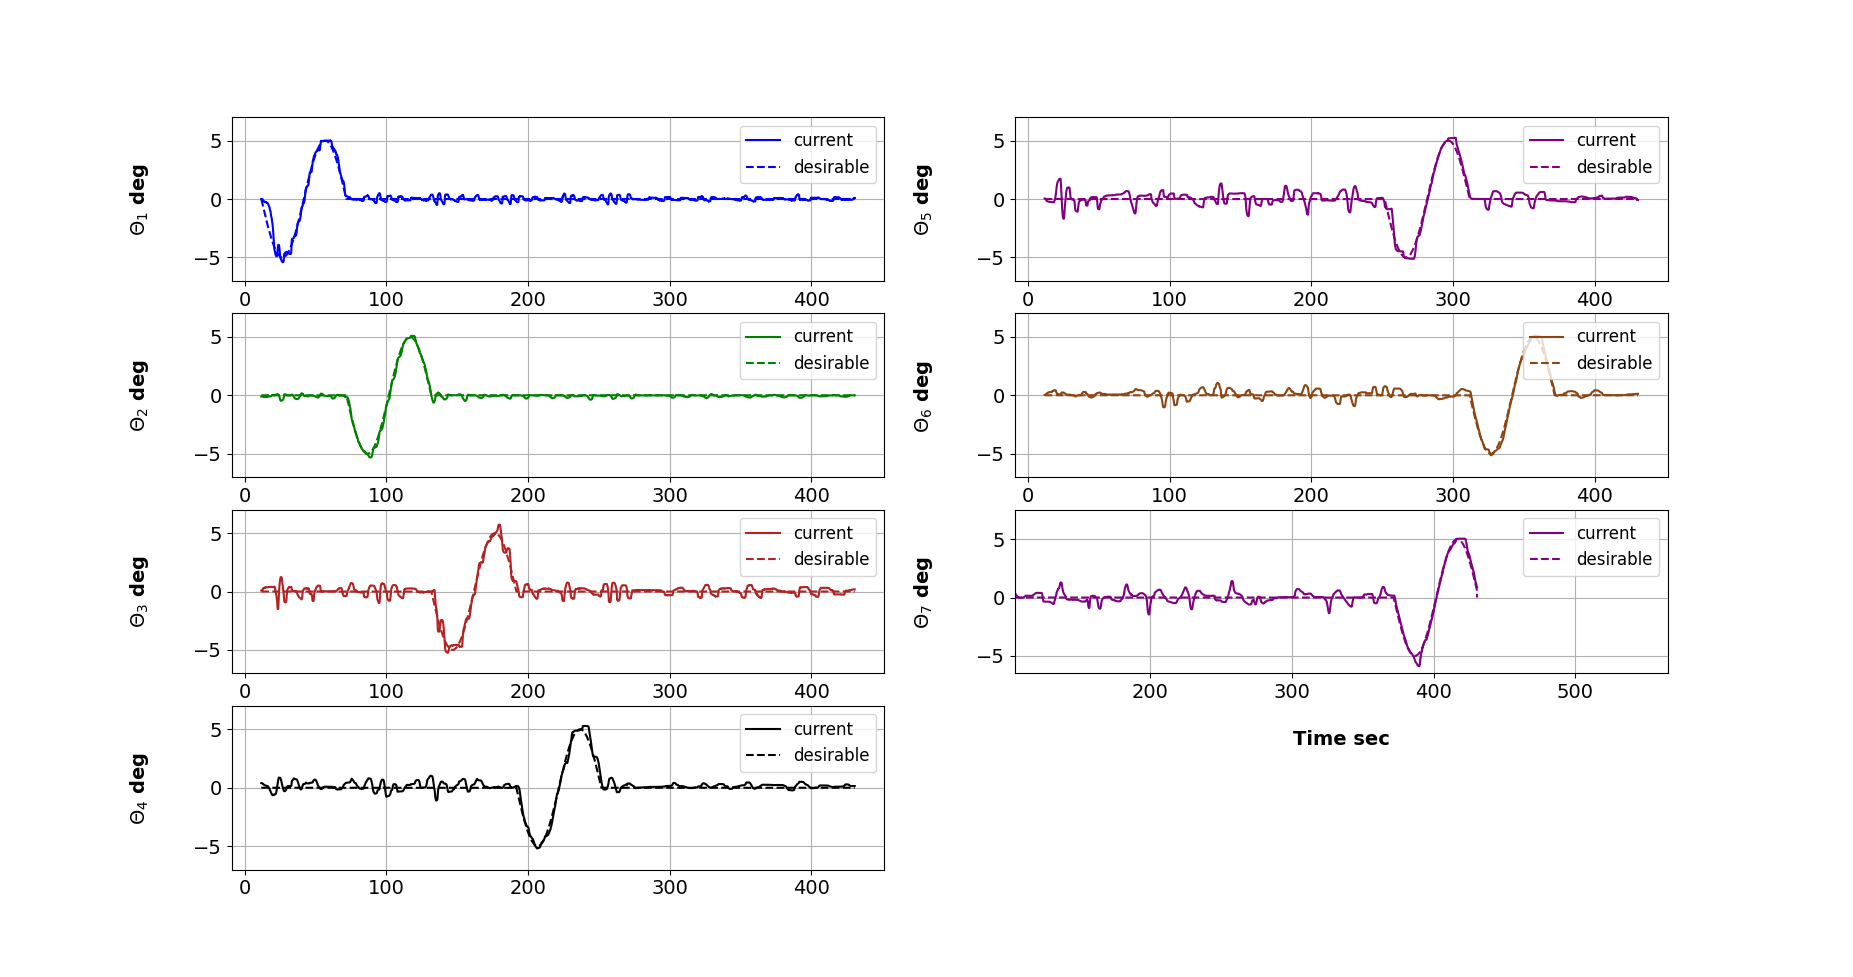 Θ1 deg
5
0
−5
current
desirable
0 100 200 300 400
Θ2 deg
5
0
−5
current
desirable
0 100 200 300 400
Θ3 deg
5
0
−5
current
desirable
0 100 200 300 400
Θ4 deg
5
0
−5
current
desirable
0 100 200 300 400
Θ5 deg
5
0
−5
current
desirable
0 100 200 300 400
Θ6 deg
5
0
−5
current
desirable
0 100 200 300 400
Θ7 deg
5
0
−5
current
desirable
200 300 400 500
Time sec